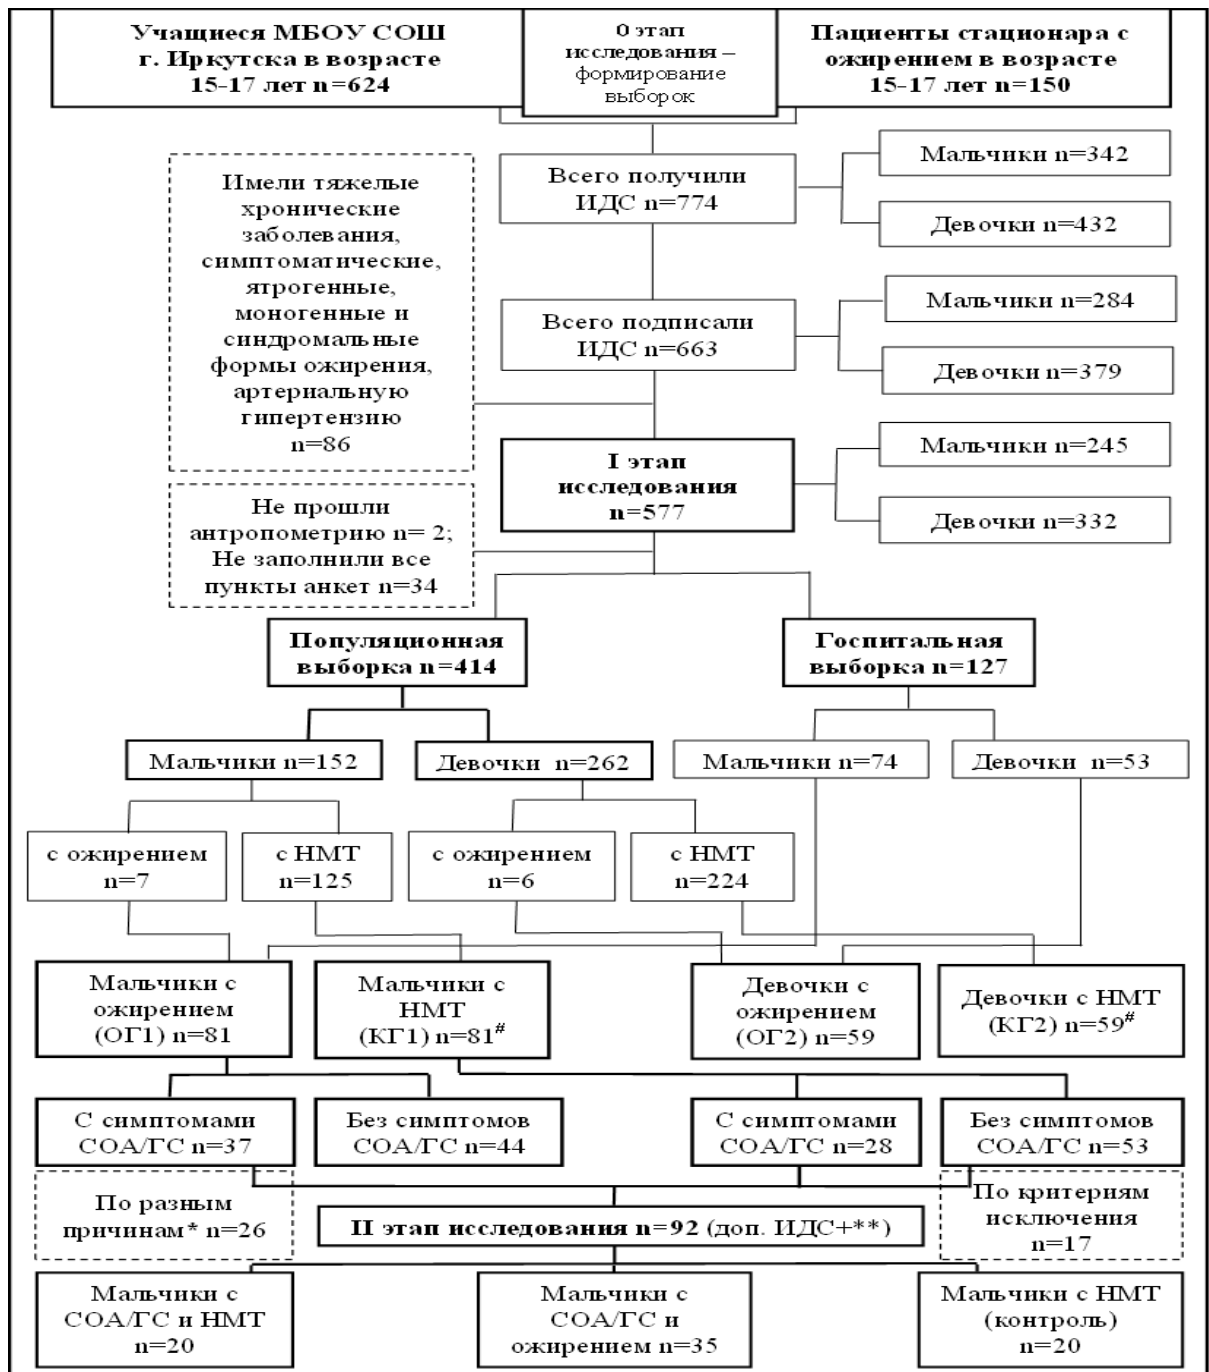 Учащиеся МБОУ СОШ
г. Иркутска в возрасте
15-17 лет n=624
0 этап
исследования –
формирование
выборок
Пациенты стационара с
ожирением в возрасте
15-17 лет n=150
Имели тяжелые
хронические
заболевания,
симптоматические,
ятрогенные,
моногенные и
синдромальные
формы ожирения,
артериальную
гипертензию
n=86
Всего получили
ИДС n=774
Мальчики n=342
Девочки n=432
Всего подписали
ИДС n=663
Мальчики n=284
Девочки n=379
I этап
исследования
n=577
Мальчики n=245
Девочки n=332
Не прошли
антропометрию n= 2;
Не заполнили все
пункты анкет n=34
Популяционная
выборка n=414
Госпитальная
выборка n=127
Мальчики n=152
Девочки n=262
Мальчики n=74
Девочки n=53
с ожирением
n=7
с НМТ
n=125
с ожирением
n=6
с НМТ
n=224
Мальчики с
ожирением
(ОГ1) n=81
Мальчики с
НМТ
(КГ1) n=81#
Девочки с
ожирением
(ОГ2) n=59
Девочки с НМТ
(КГ2) n=59#
С симптомами
СОА/ГС n=37
Без симптомов
СОА/ГС n=44
С симптомами
СОА/ГС n=28
Без симптомов
СОА/ГС n=53
По разным
причинам* n=26
II этап исследования n=92 (доп. ИДС+**)
По критериям
исключения
n=17
Мальчики с
СОА/ГС и НМТ
n=20
Мальчики с
СОА/ГС и
ожирением n=35
Мальчики с НМТ
(контроль)
n=20